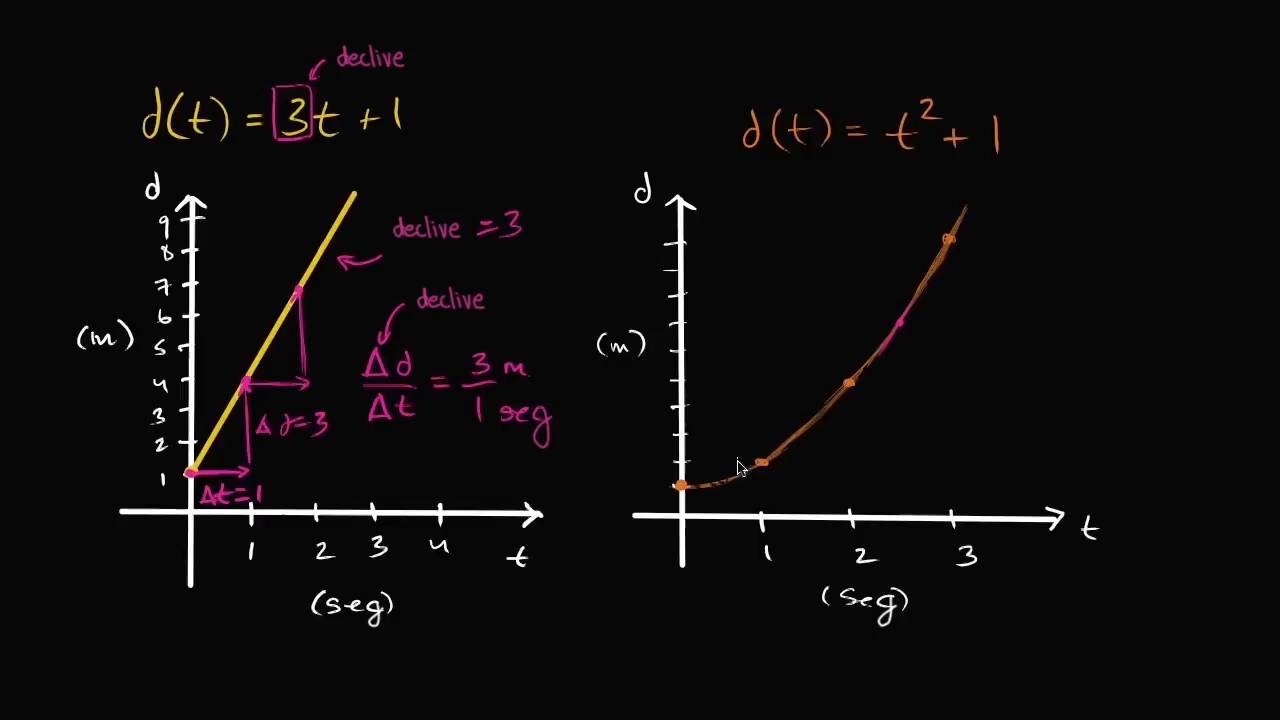 declive
d(t) = 3t + 1
d
9
8
7
6
5
4
3
2
1
(m)
declive = 3
declive
Δd/Δt = 3 m/1 seg
Δd=3
Δt=1
1 2 3 4 t
(seg)
d(t) = t² + 1
d
(m)
1 2 3 t
(seg)